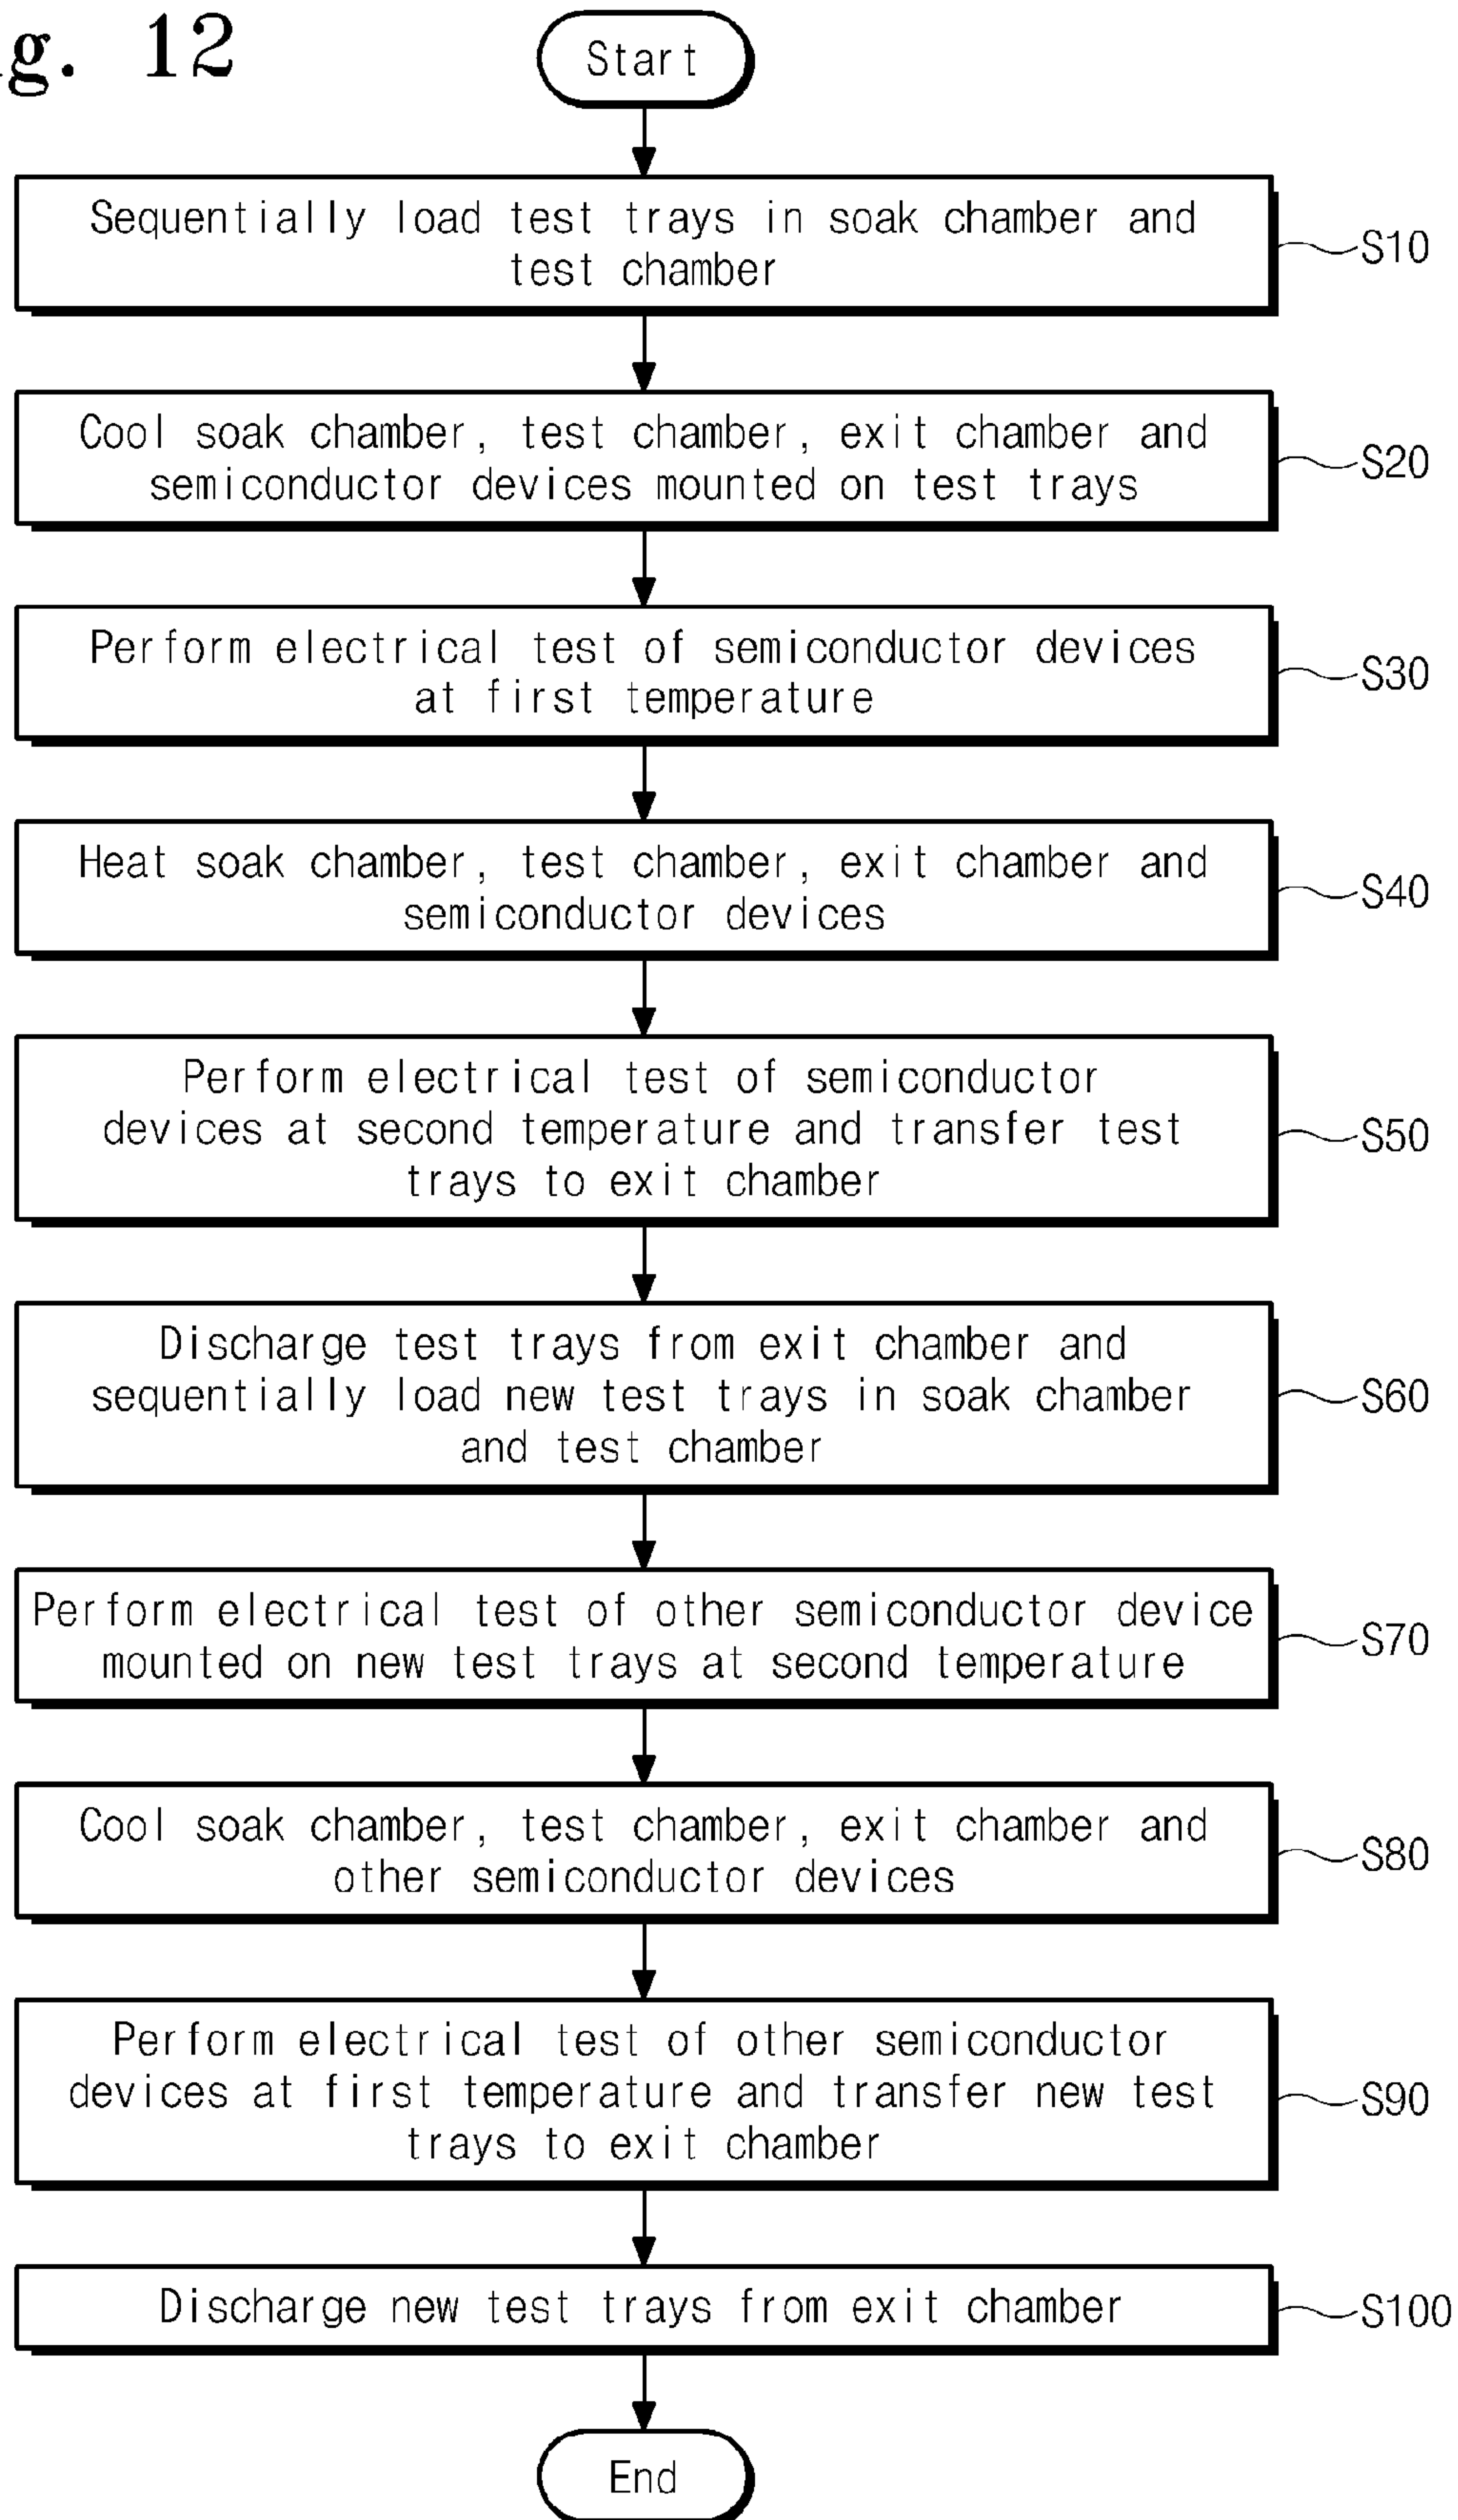 g. 12
Start
Sequentially load test trays in soak chamber and
test chamber
S10
Cool soak chamber, test chamber, exit chamber and
semiconductor devices mounted on test trays
S20
Perform electrical test of semiconductor devices
at first temperature
S30
Heat soak chamber, test chamber, exit chamber and
semiconductor devices
S40
Perform electrical test of semiconductor
devices at second temperature and transfer test
trays to exit chamber
S50
Discharge test trays from exit chamber and
sequentially load new test trays in soak chamber
and test chamber
S60
Perform electrical test of other semiconductor device
mounted on new test trays at second temperature
S70
Cool soak chamber, test chamber, exit chamber and
other semiconductor devices
S80
Perform electrical test of other semiconductor
devices at first temperature and transfer new test
trays to exit chamber
S90
Discharge new test trays from exit chamber
S100
End